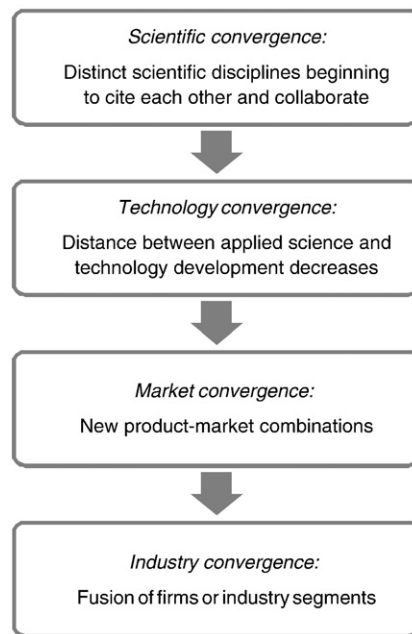 Scientific convergence:
Distinct scientific disciplines beginning
to cite each other and collaborate
Technology convergence:
Distance between applied science and
technology development decreases
Market convergence:
New product-market combinations
Industry convergence:
Fusion of firms or industry segments